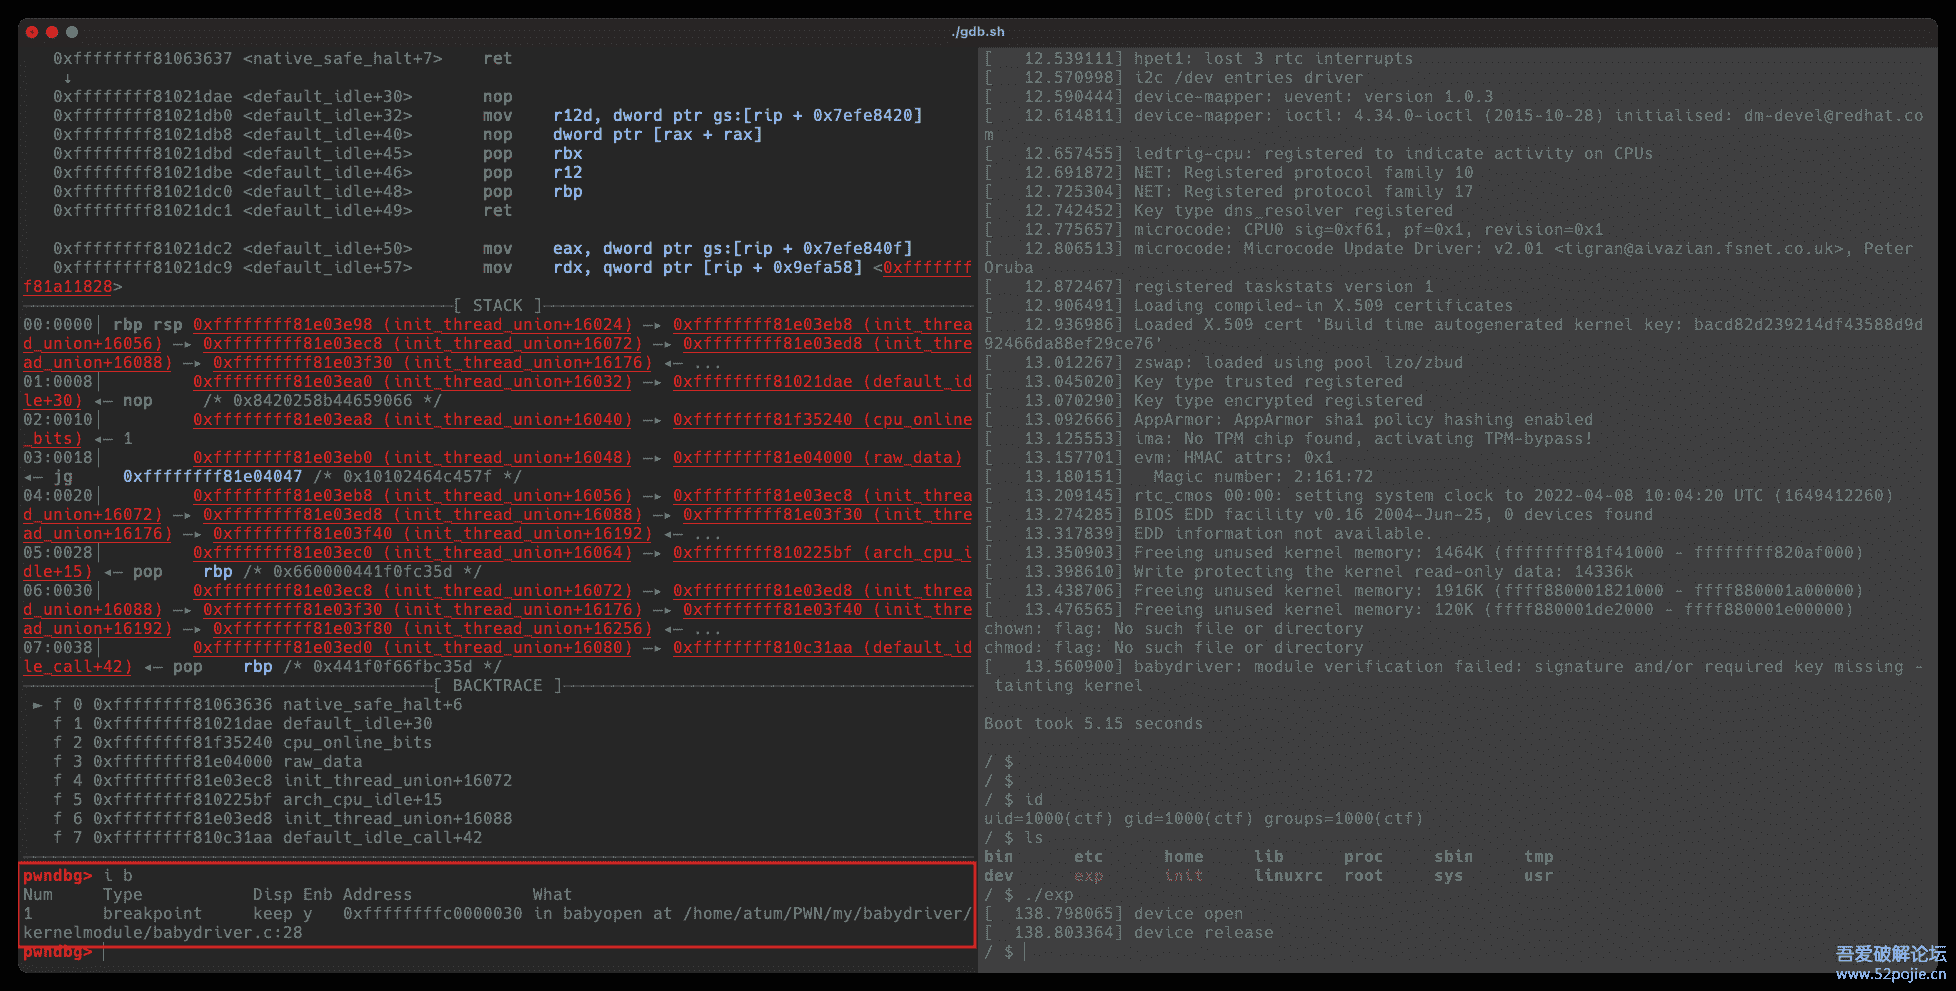 ./gdb.sh
0xffffffff81063637 <native_safe_halt+7> ret
↓
0xffffffff81021dae <default_idle+30> nop
0xffffffff81021db0 <default_idle+32> mov r12d, dword ptr gs:[rip + 0x7efe8420]
0xffffffff81021db8 <default_idle+40> nop dword ptr [rax + rax]
0xffffffff81021dbd <default_idle+45> pop rbx
0xffffffff81021dbe <default_idle+46> pop r12
0xffffffff81021dc0 <default_idle+48> pop rbp
0xffffffff81021dc1 <default_idle+49> ret
0xffffffff81021dc2 <default_idle+50> mov eax, dword ptr gs:[rip + 0x7efe840f]
0xffffffff81021dc9 <default_idle+57> mov rdx, qword ptr [rip + 0x9efa58] <0xfffffff
f81a11828>
[ STACK ]
00:0000│ rbp rsp 0xffffffff81e03e98 (init_thread_union+16024) —▸ 0xffffffff81e03eb8 (init_threa
d_union+16056) —▸ 0xffffffff81e03ec8 (init_thread_union+16072) —▸ 0xffffffff81e03ed8 (init_thre
ad_union+16088) —▸ 0xffffffff81e03f30 (init_thread_union+16176) ◂— ...
01:0008│ 0xffffffff81e03ea0 (init_thread_union+16032) —▸ 0xffffffff81021dae (default_id
le+30) ◂— nop /* 0x8420258b44659066 */
02:0010│ 0xffffffff81e03ea8 (init_thread_union+16040) —▸ 0xffffffff81f35240 (cpu_online
_bits) ◂— 1
03:0018│ 0xffffffff81e03eb0 (init_thread_union+16048) —▸ 0xffffffff81e04000 (raw_data)
◂— jg 0xffffffff81e04047 /* 0x10102464c457f */
04:0020│ 0xffffffff81e03eb8 (init_thread_union+16056) —▸ 0xffffffff81e03ec8 (init_threa
d_union+16072) —▸ 0xffffffff81e03ed8 (init_thread_union+16088) —▸ 0xffffffff81e03f30 (init_thre
ad_union+16176) —▸ 0xffffffff81e03f40 (init_thread_union+16192) ◂— ...
05:0028│ 0xffffffff81e03ec0 (init_thread_union+16064) —▸ 0xffffffff810225bf (arch_cpu_i
dle+15) ◂— pop rbp /* 0x660000441f0fc35d */
06:0030│ 0xffffffff81e03ec8 (init_thread_union+16072) —▸ 0xffffffff81e03ed8 (init_threa
d_union+16088) —▸ 0xffffffff81e03f30 (init_thread_union+16176) —▸ 0xffffffff81e03f40 (init_thre
ad_union+16192) —▸ 0xffffffff81e03f80 (init_thread_union+16256) ◂— ...
07:0038│ 0xffffffff81e03ed0 (init_thread_union+16080) —▸ 0xffffffff810c31aa (default_id
le_call+42) ◂— pop rbp /* 0x441f0f66fbc35d */
[ BACKTRACE ]
► f 0 0xffffffff81063636 native_safe_halt+6
f 1 0xffffffff81021dae default_idle+30
f 2 0xffffffff81f35240 cpu_online_bits
f 3 0xffffffff81e04000 raw_data
f 4 0xffffffff81e03ec8 init_thread_union+16072
f 5 0xffffffff810225bf arch_cpu_idle+15
f 6 0xffffffff81e03ed8 init_thread_union+16088
f 7 0xffffffff810c31aa default_idle_call+42
pwndbg> i b
Num Type Disp Enb Address What
1 breakpoint keep y 0xffffffffc0000030 in babyopen at /home/atum/PWN/my/babydriver/
kernelmodule/babydriver.c:28
pwndbg>
[ 12.539111] hpet1: lost 3 rtc interrupts
[ 12.570998] i2c /dev entries driver
[ 12.590444] device-mapper: uevent: version 1.0.3
[ 12.614811] device-mapper: ioctl: 4.34.0-ioctl (2015-10-28) initialised: dm-devel@redhat.co
m
[ 12.657455] ledtrig-cpu: registered to indicate activity on CPUs
[ 12.691872] NET: Registered protocol family 10
[ 12.725304] NET: Registered protocol family 17
[ 12.742452] Key type dns_resolver registered
[ 12.775657] microcode: CPU0 sig=0xf61, pf=0x1, revision=0x1
[ 12.806513] microcode: Microcode Update Driver: v2.01 <tigran@aivazian.fsnet.co.uk>, Peter
Oruba
[ 12.872467] registered taskstats version 1
[ 12.906491] Loading compiled-in X.509 certificates
[ 12.936986] Loaded X.509 cert 'Build time autogenerated kernel key: bacd82d239214df43588d9d
92466da88ef29ce76'
[ 13.012267] zswap: loaded using pool lzo/zbud
[ 13.045020] Key type trusted registered
[ 13.070290] Key type encrypted registered
[ 13.092666] AppArmor: AppArmor sha1 policy hashing enabled
[ 13.125553] ima: No TPM chip found, activating TPM-bypass!
[ 13.157701] evm: HMAC attrs: 0x1
[ 13.180151] Magic number: 2:161:72
[ 13.209145] rtc_cmos 00:00: setting system clock to 2022-04-08 10:04:20 UTC (1649412260)
[ 13.274285] BIOS EDD facility v0.16 2004-Jun-25, 0 devices found
[ 13.317839] EDD information not available.
[ 13.350903] Freeing unused kernel memory: 1464K (ffffffff81f41000 - ffffffff820af000)
[ 13.398610] Write protecting the kernel read-only data: 14336k
[ 13.438706] Freeing unused kernel memory: 1916K (ffff880001821000 - ffff880001a00000)
[ 13.476565] Freeing unused kernel memory: 120K (ffff880001de2000 - ffff880001e00000)
chown: flag: No such file or directory
chmod: flag: No such file or directory
[ 13.560900] babydriver: module verification failed: signature and/or required key missing -
tainting kernel
Boot took 5.15 seconds
/ $
/ $
/ $ id
uid=1000(ctf) gid=1000(ctf) groups=1000(ctf)
/ $ ls
bin etc home lib proc sbin tmp
dev exp init linuxrc root sys usr
/ $ ./exp
[ 138.798065] device open
[ 138.803364] device release
/ $
吾爱破解论坛
www.52pojie.cn